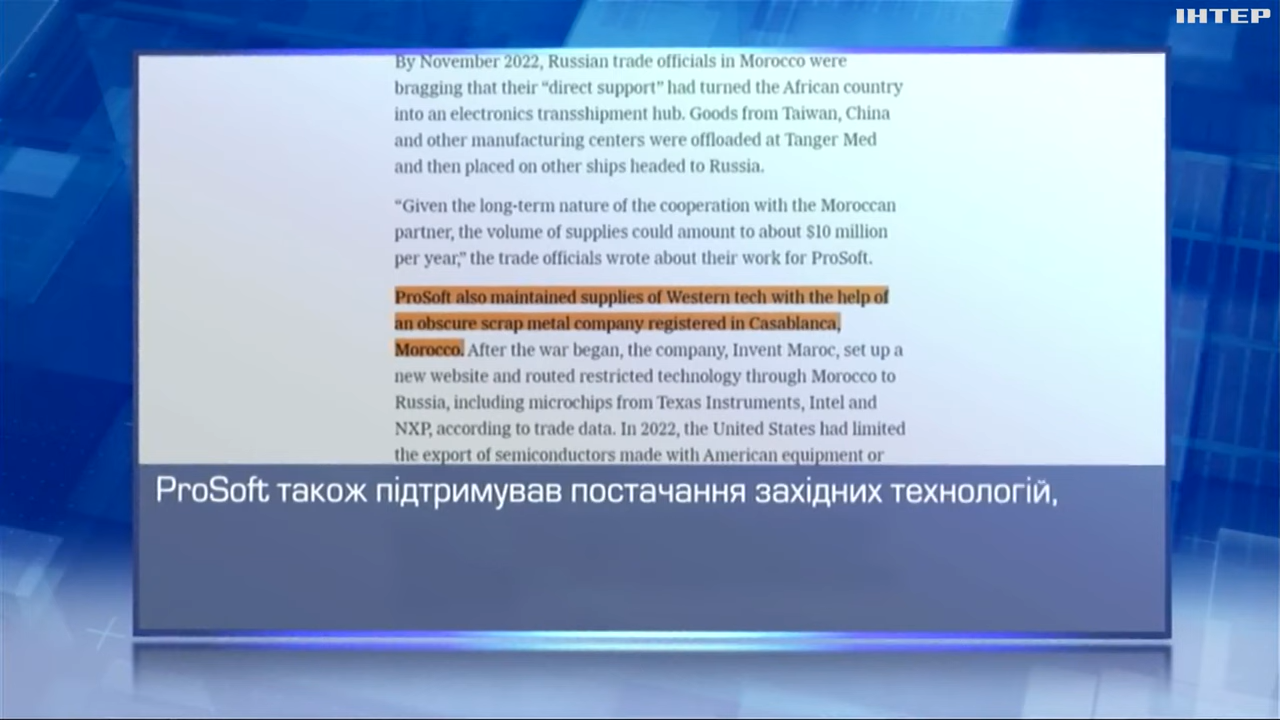 ІНТЕР
By November 2022, Russian trade officials in Morocco were
bragging that their “direct support” had turned the African country
into an electronics transshipment hub. Goods from Taiwan, China
and other manufacturing centers were offloaded at Tanger Med
and then placed on other ships headed to Russia.
“Given the long-term nature of the cooperation with the Moroccan
partner, the volume of supplies could amount to about $10 million
per year,” the trade officials wrote about their work for ProSoft.
ProSoft also maintained supplies of Western tech with the help of
an obscure scrap metal company registered in Casablanca,
Morocco. After the war began, the company, Invent Maroc, set up a
new website and routed restricted technology through Morocco to
Russia, including microchips from Texas Instruments, Intel and
NXP, according to trade data. In 2022, the United States had limited
the export of semiconductors made with American equipment or
ProSoft також підтримував постачання західних технологій,